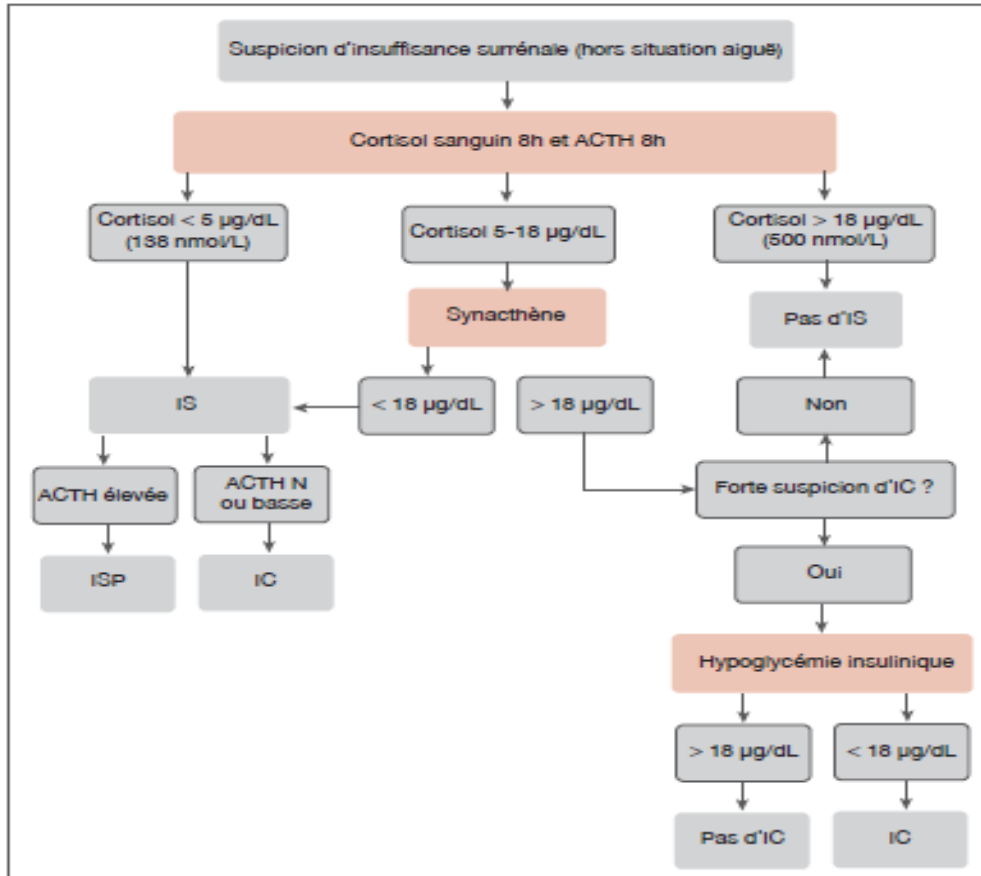 Suspicion d'insuffisance surrénale (hors situation aiguë)
Cortisol sanguin 8h et ACTH 8h
Cortisol < 5 µg/dL
(138 nmol/L)
Cortisol 5-18 µg/dL
Cortisol > 18 µg/dL
(500 nmol/L)
Synacthène
Pas d'IS
IS
< 18 µg/dL
> 18 µg/dL
Non
ACTH élevée
ACTH N
ou basse
Forte suspicion d'IC ?
ISP
IC
Oui
Hypoglycémie insulinique
> 18 µg/dL
< 18 µg/dL
Pas d'IC
IC